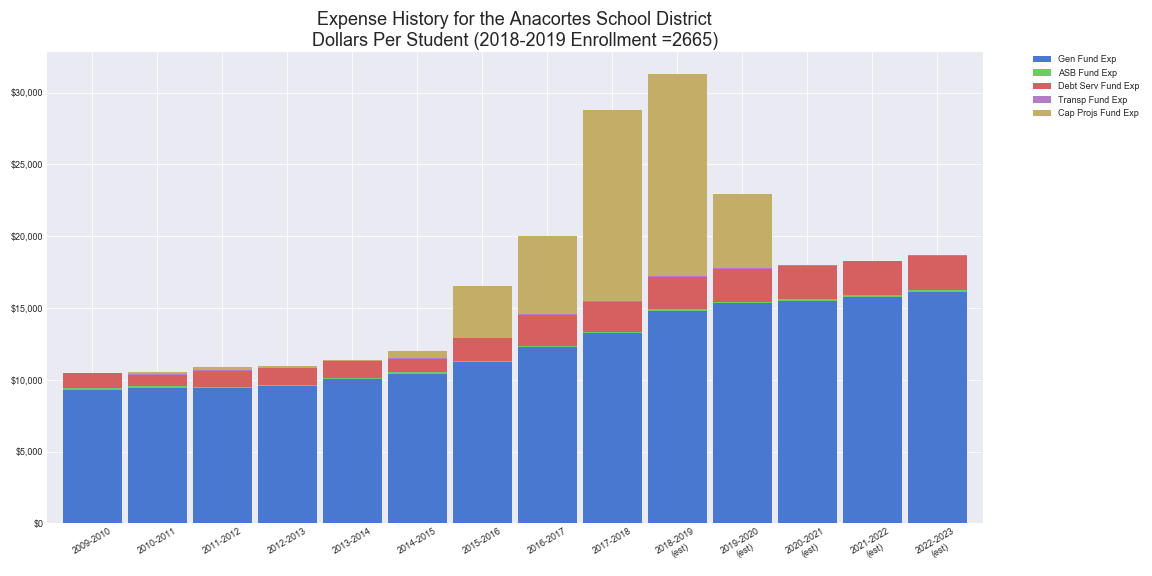 Expense History for the Anacortes School District
Dollars Per Student (2018-2019 Enrollment =2665)
Gen Fund Exp
ASB Fund Exp
Debt Serv Fund Exp
Transp Fund Exp
Cap Projs Fund Exp
$30,000
$25,000
$20,000
$15,000
$10,000
$5,000
$0
2009-2010
2010-2011
2011-2012
2012-2013
2013-2014
2014-2015
2015-2016
2016-2017
2017-2018
2018-2019
(est)
2019-2020
(est)
2020-2021
(est)
2021-2022
(est)
2022-2023
(est)